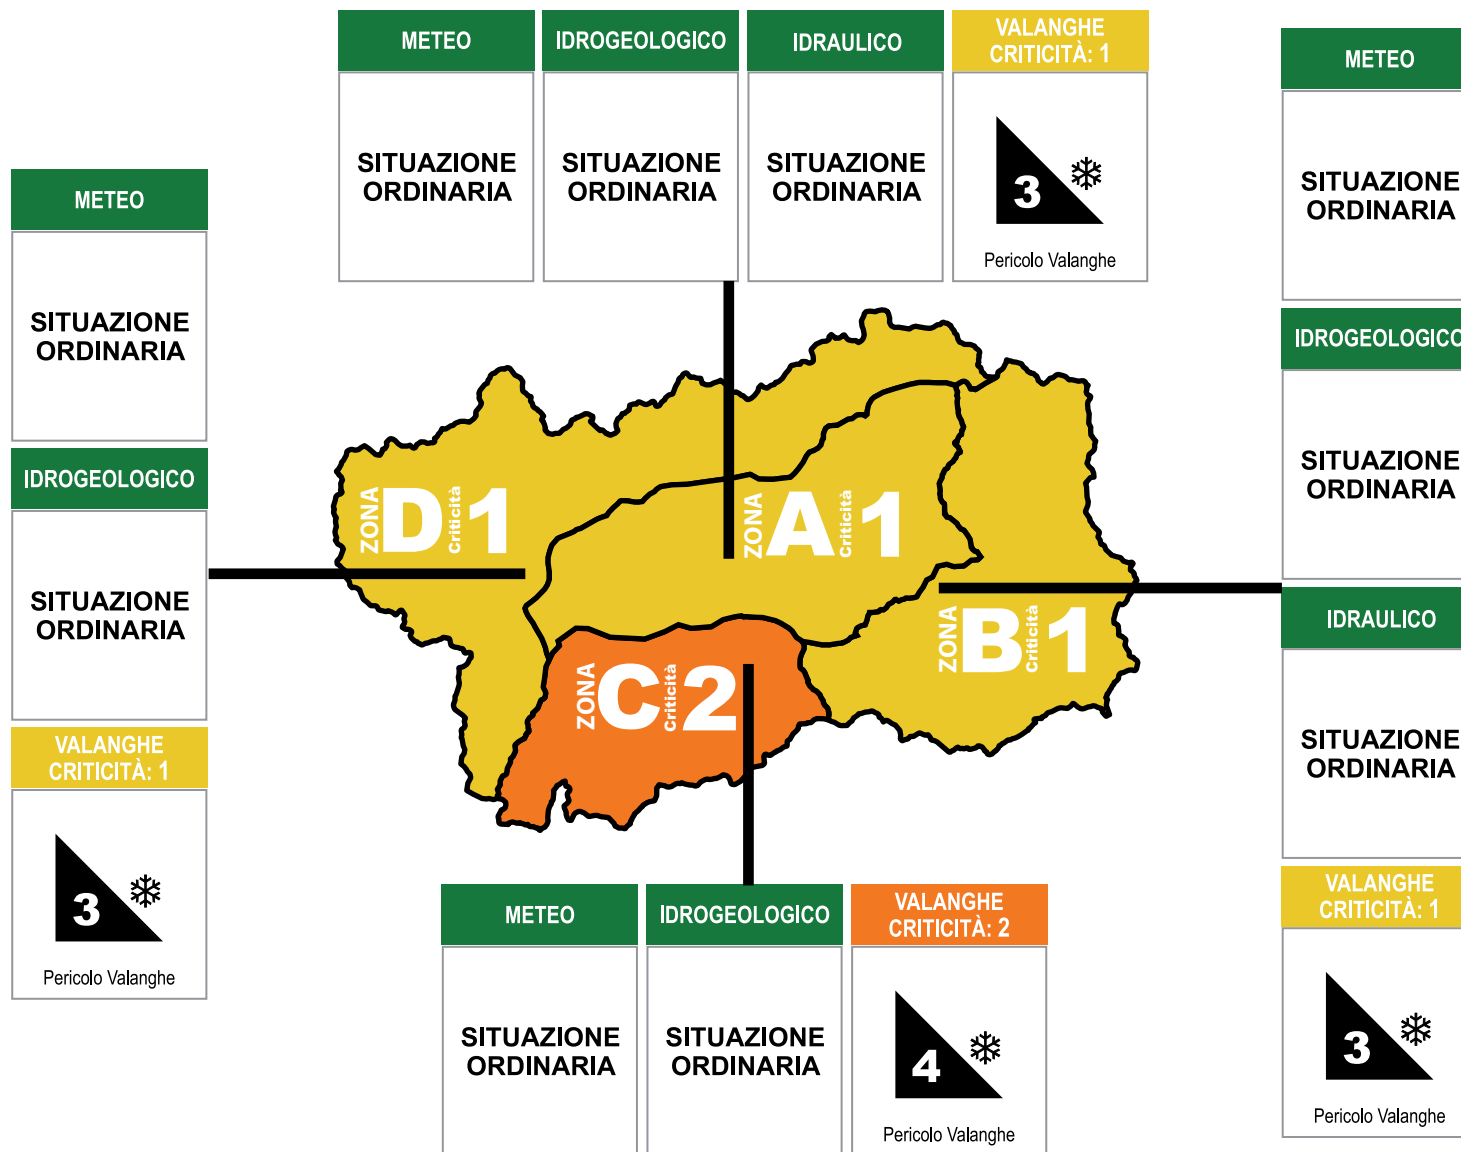 METEO
SITUAZIONE
ORDINARIA
IDROGEOLOGICO
SITUAZIONE
ORDINARIA
IDRAULICO
SITUAZIONE
ORDINARIA
VALANGHE
CRITICITÀ: 1
3
Pericolo Valanghe
METEO
SITUAZIONE
ORDINARIA
IDROGEOLOGICO
SITUAZIONE
ORDINARIA
VALANGHE
CRITICITÀ: 1
3
Pericolo Valanghe
ZONA D Criticità 1
ZONA A Criticità 1
ZONA B Criticità 1
ZONA C Criticità 2
METEO
SITUAZIONE
ORDINARIA
IDROGEOLOGICO
SITUAZIONE
ORDINARIA
IDRAULICO
SITUAZIONE
ORDINARIA
VALANGHE
CRITICITÀ: 1
3
Pericolo Valanghe
METEO
SITUAZIONE
ORDINARIA
IDROGEOLOGICO
SITUAZIONE
ORDINARIA
VALANGHE
CRITICITÀ: 2
4
Pericolo Valanghe